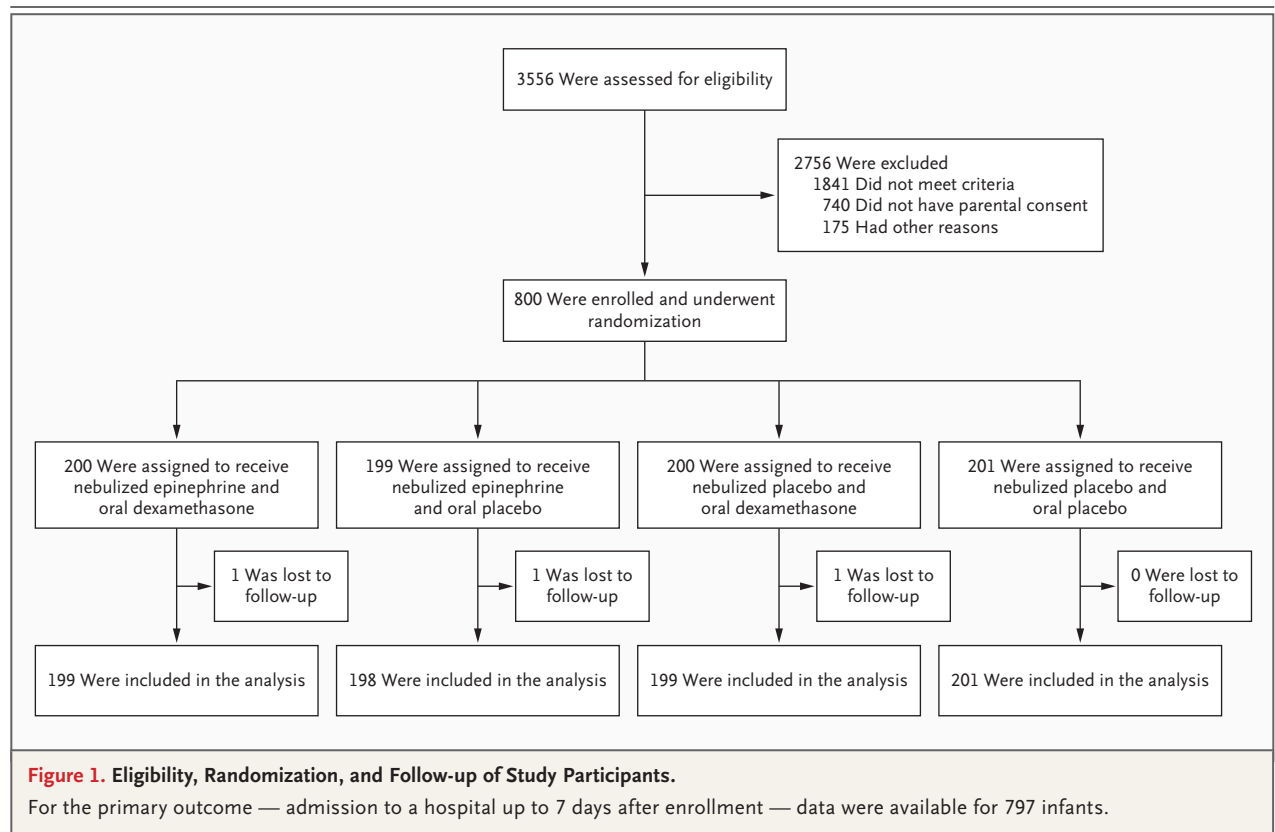 3556 Were assessed for eligibility
2756 Were excluded
1841 Did not meet criteria
740 Did not have parental consent
175 Had other reasons
800 Were enrolled and underwent
randomization
200 Were assigned to receive
nebulized epinephrine and
oral dexamethasone
199 Were assigned to receive
nebulized epinephrine
and oral placebo
200 Were assigned to receive
nebulized placebo and
oral dexamethasone
201 Were assigned to receive
nebulized placebo and
oral placebo
1 Was lost to
follow-up
1 Was lost to
follow-up
1 Was lost to
follow-up
0 Were lost to
follow-up
199 Were included in the analysis
198 Were included in the analysis
199 Were included in the analysis
201 Were included in the analysis
Figure 1. Eligibility, Randomization, and Follow-up of Study Participants.
For the primary outcome — admission to a hospital up to 7 days after enrollment — data were available for 797 infants.